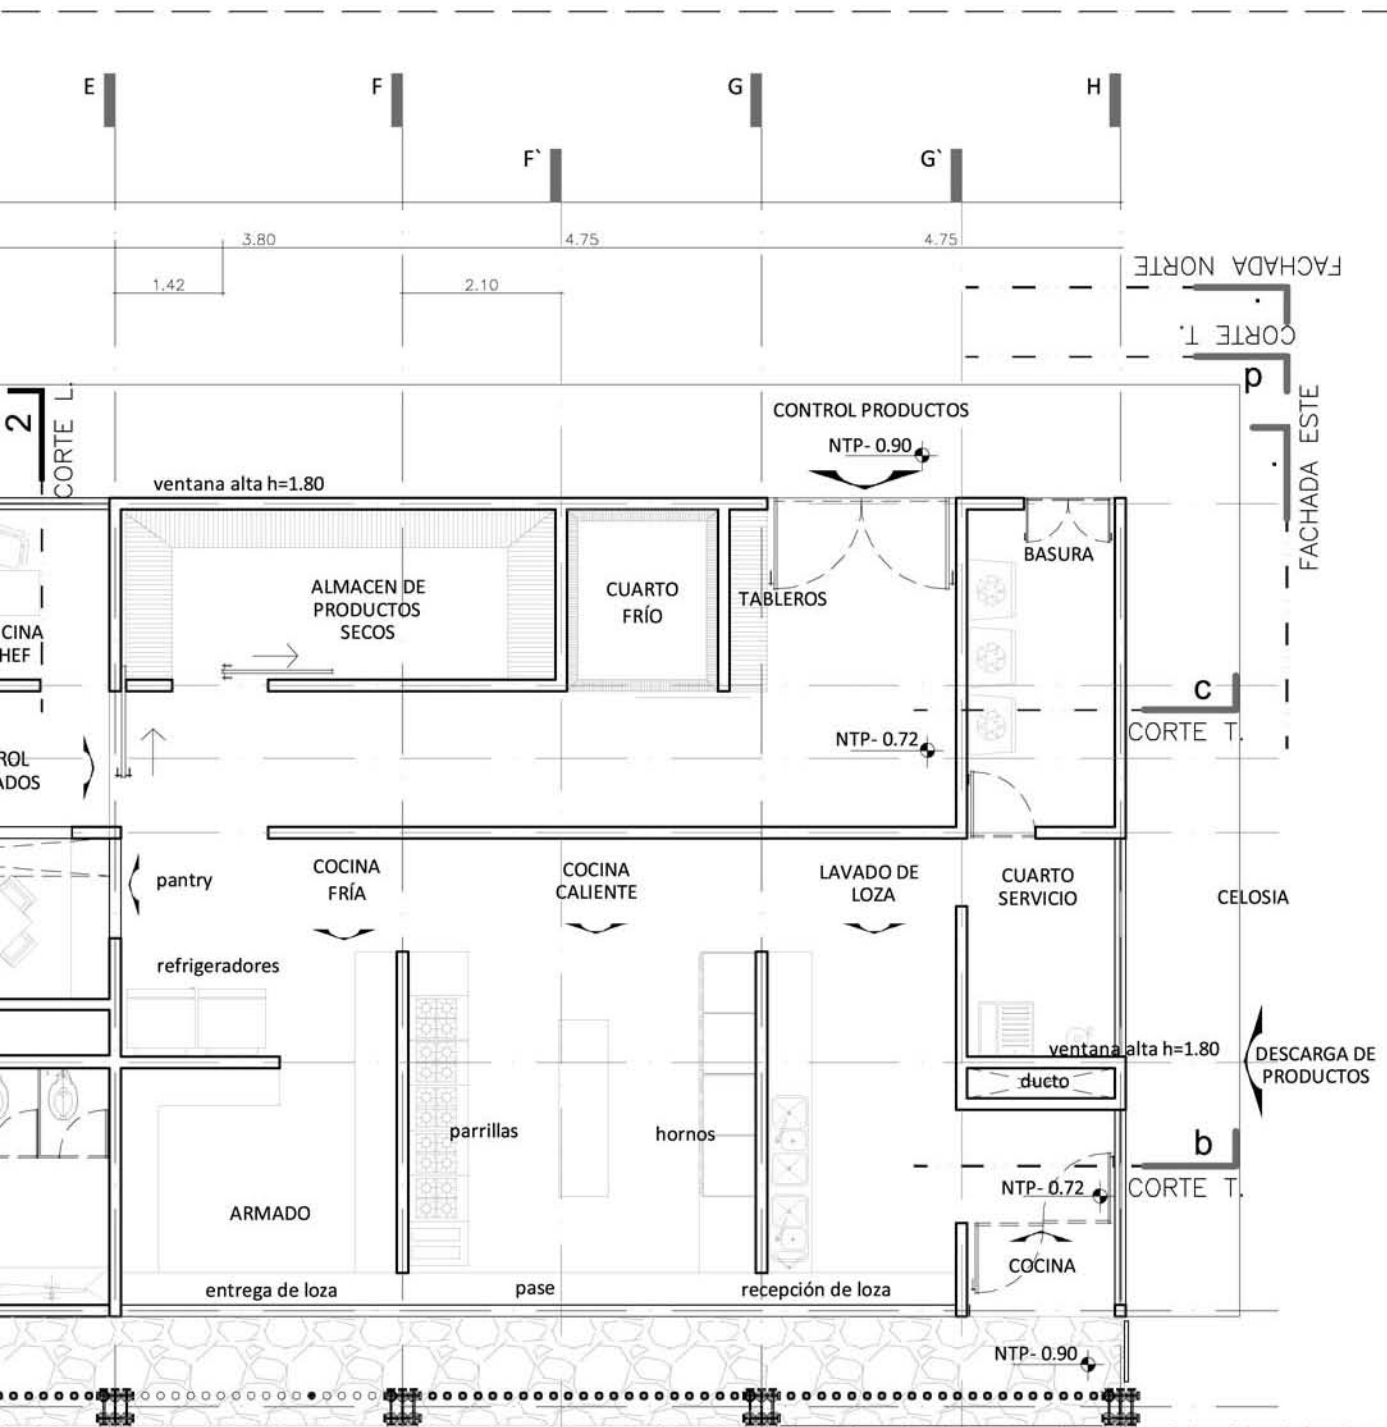 E
F
G
H
F`
G`
3.80
4.75
4.75
1.42
2.10
FACHADA NORTE
CORTE T.
p
FACHADA ESTE
2
CORTE L.
CONTROL PRODUCTOS
NTP- 0.90
ventana alta h=1.80
BASURA
ALMACEN DE
PRODUCTOS
SECOS
CUARTO
FRÍO
TABLEROS
CINA
HEF
c
CORTE T.
NTP- 0.72
ROL
ADOS
pantry
COCINA
FRÍA
COCINA
CALIENTE
LAVADO DE
LOZA
CUARTO
SERVICIO
CELOSIA
refrigeradores
ventana alta h=1.80
DESCARGA DE
PRODUCTOS
ducto
parrillas
hornos
b
CORTE T.
NTP- 0.72
ARMADO
COCINA
entrega de loza
pase
recepción de loza
NTP- 0.90